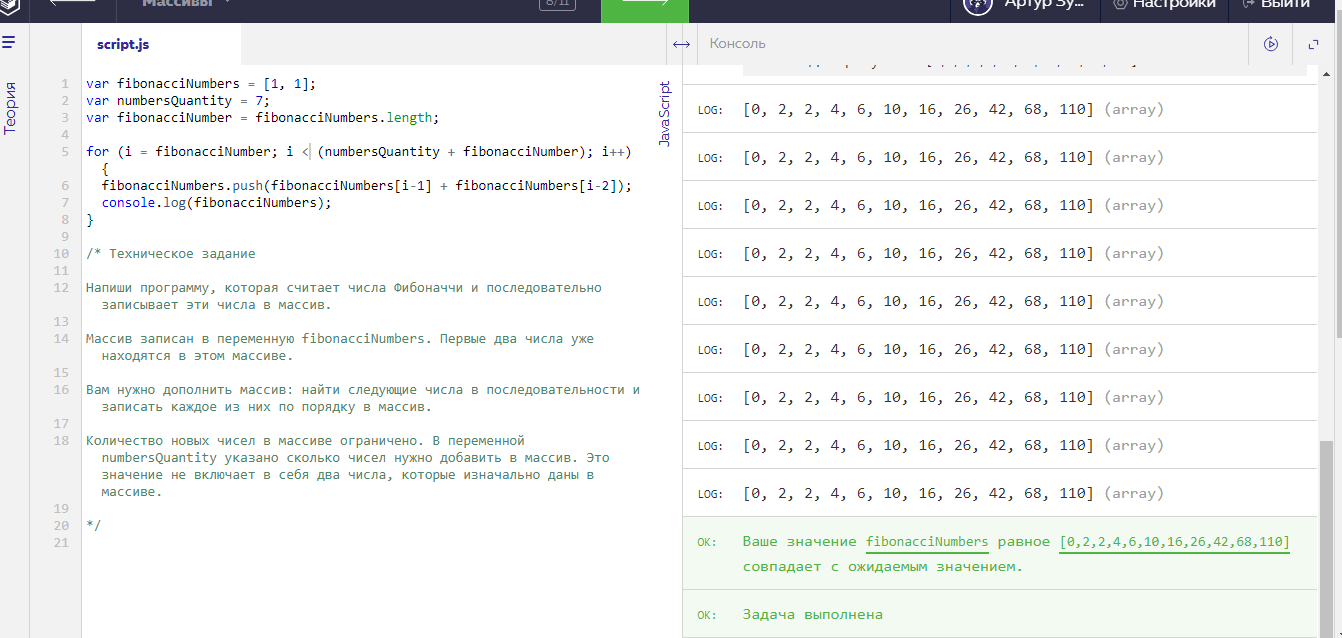 Массивы
8/11
Артур Зу...
Настройки
Выйти
Теория
script.js
JavaScript
1 var fibonacciNumbers = [1, 1];
2 var numbersQuantity = 7;
3 var fibonacciNumber = fibonacciNumbers.length;
4
5 for (i = fibonacciNumber; i < (numbersQuantity + fibonacciNumber); i++)
{
6 fibonacciNumbers.push(fibonacciNumbers[i-1] + fibonacciNumbers[i-2]);
7 console.log(fibonacciNumbers);
8 }
9
10 /* Техническое задание
11
12 Напиши программу, которая считает числа Фибоначчи и последовательно
записывает эти числа в массив.
13
14 Массив записан в переменную fibonacciNumbers. Первые два числа уже
находятся в этом массиве.
15
16 Вам нужно дополнить массив: найти следующие числа в последовательности и
записать каждое из них по порядку в массив.
17
18 Количество новых чисел в массиве ограничено. В переменной
numbersQuantity указано сколько чисел нужно добавить в массив. Это
значение не включает в себя два числа, которые изначально даны в
массиве.
19
20 */
21
Консоль
LOG: [0, 2, 2, 4, 6, 10, 16, 26, 42, 68, 110] (array)
LOG: [0, 2, 2, 4, 6, 10, 16, 26, 42, 68, 110] (array)
LOG: [0, 2, 2, 4, 6, 10, 16, 26, 42, 68, 110] (array)
LOG: [0, 2, 2, 4, 6, 10, 16, 26, 42, 68, 110] (array)
LOG: [0, 2, 2, 4, 6, 10, 16, 26, 42, 68, 110] (array)
LOG: [0, 2, 2, 4, 6, 10, 16, 26, 42, 68, 110] (array)
LOG: [0, 2, 2, 4, 6, 10, 16, 26, 42, 68, 110] (array)
LOG: [0, 2, 2, 4, 6, 10, 16, 26, 42, 68, 110] (array)
LOG: [0, 2, 2, 4, 6, 10, 16, 26, 42, 68, 110] (array)
OK: Ваше значение fibonacciNumbers равное [0,2,2,4,6,10,16,26,42,68,110]
совпадает с ожидаемым значением.
OK: Задача выполнена